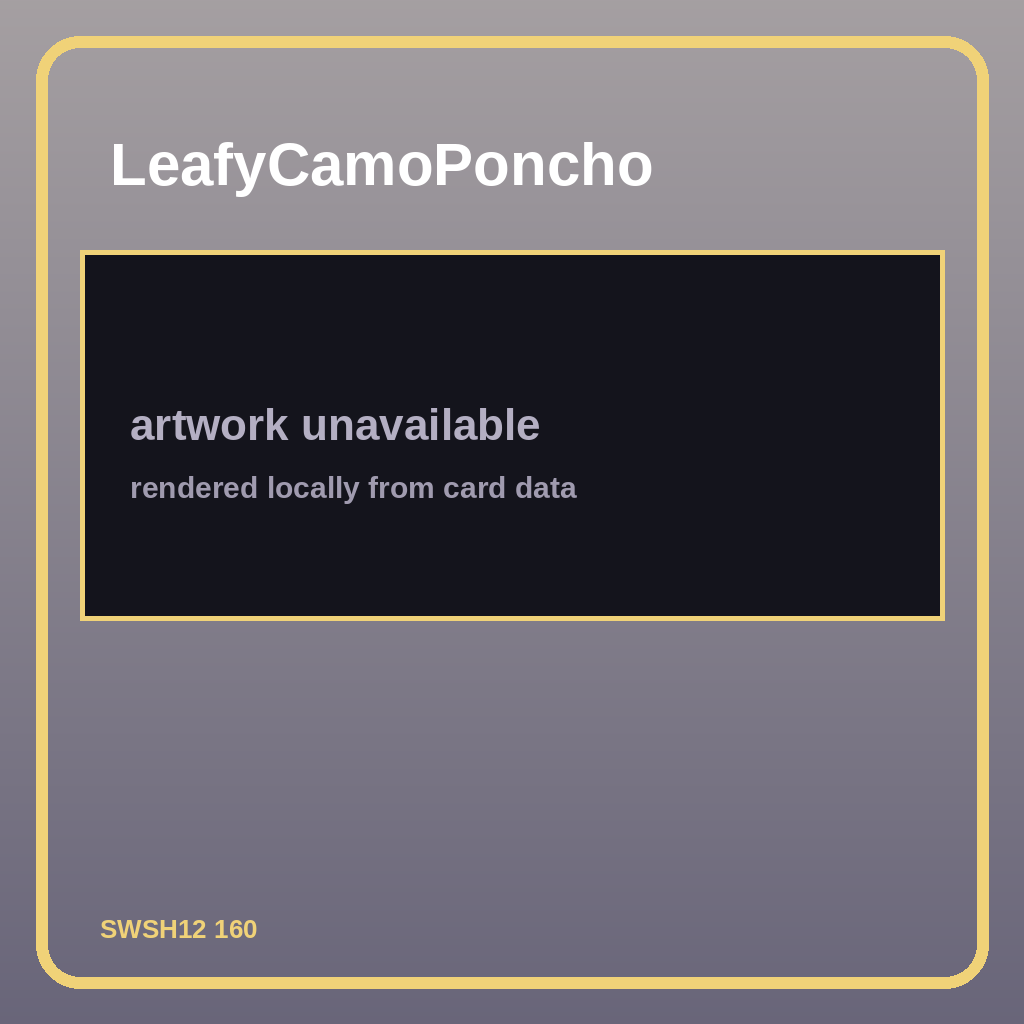 LeafyCamoPoncho
artwork unavailable
rendered locally from card data
SWSH12 160